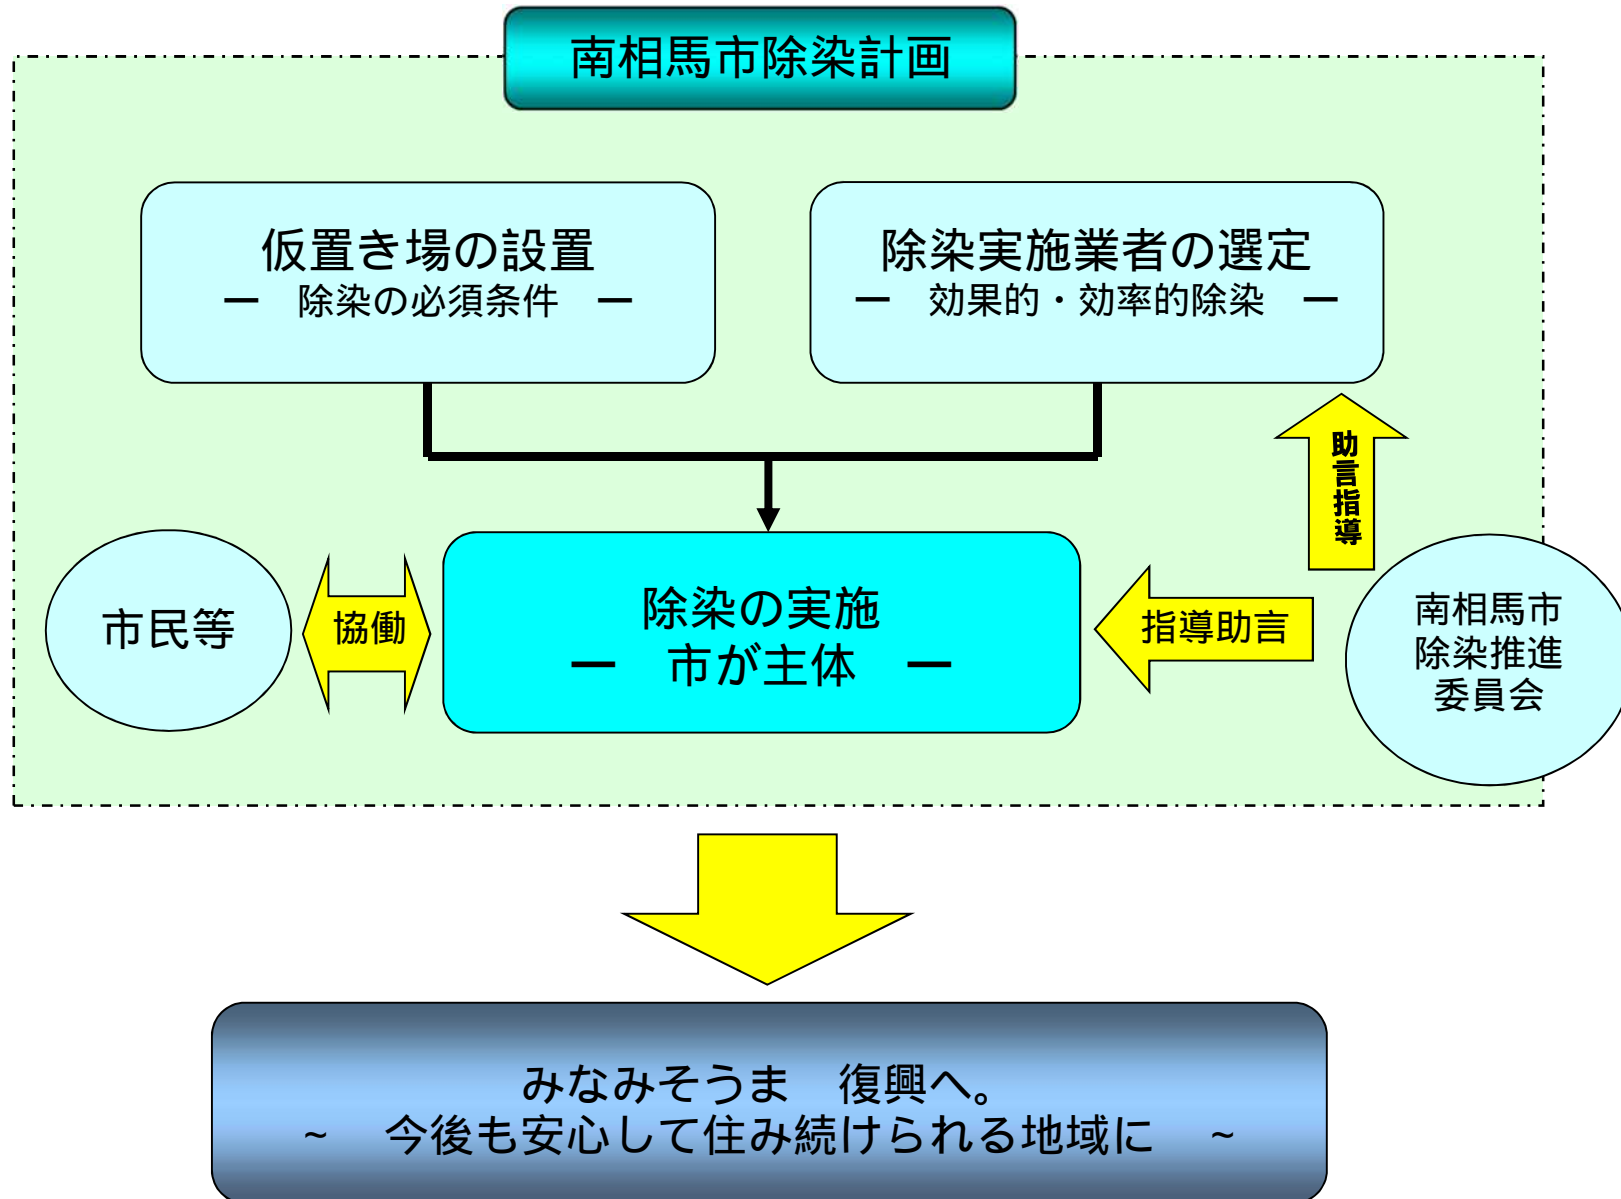 南相馬市除染計画
仮置き場の設置
ー　除染の必須条件　ー
除染実施業者の選定
ー　効果的・効率的除染　ー
助言指導
市民等
協働
除染の実施
ー　市が主体　ー
指導助言
南相馬市
除染推進
委員会
みなみそうま　復興へ。
~　今後も安心して住み続けられる地域に　~